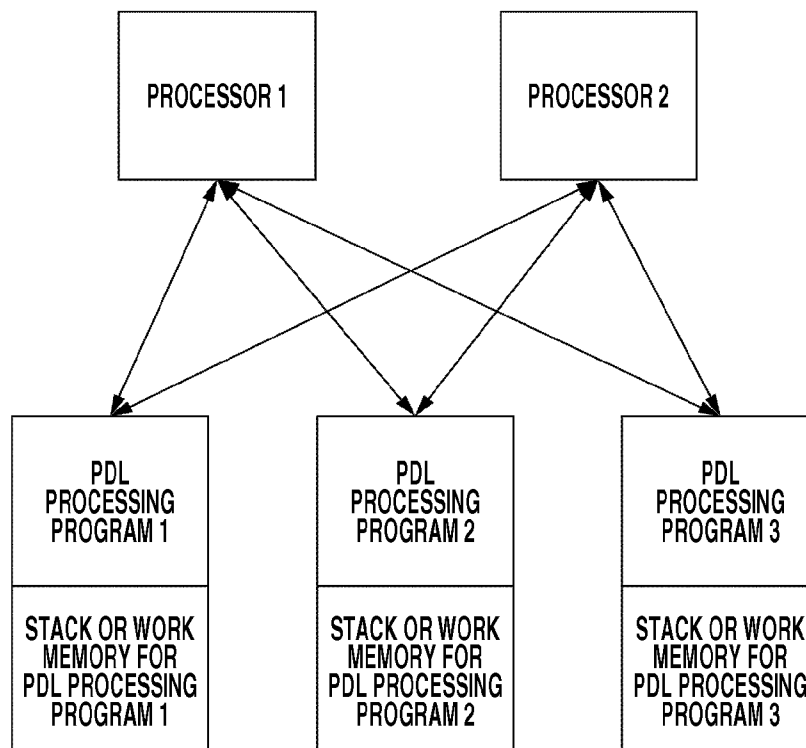 PROCESSOR 1
PROCESSOR 2
PDL
PROCESSING
PROGRAM 1
PDL
PROCESSING
PROGRAM 2
PDL
PROCESSING
PROGRAM 3
STACK OR WORK
MEMORY FOR
PDL PROCESSING
PROGRAM 1
STACK OR WORK
MEMORY FOR
PDL PROCESSING
PROGRAM 2
STACK OR WORK
MEMORY FOR
PDL PROCESSING
PROGRAM 3